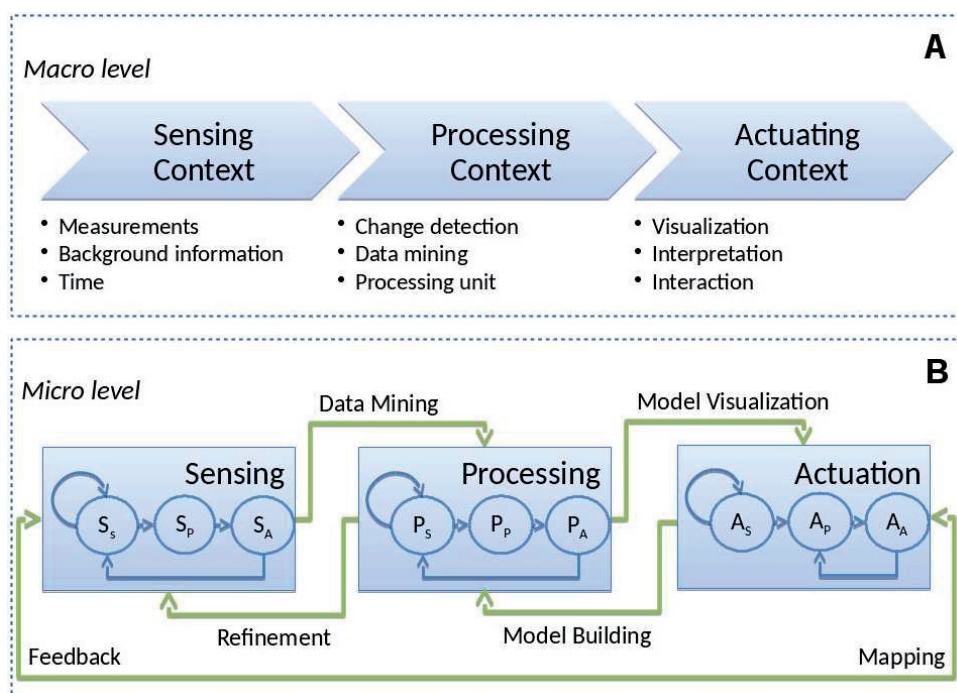 A
Macro level
Sensing
Context
Processing
Context
Actuating
Context
• Measurements
• Background information
• Time
• Change detection
• Data mining
• Processing unit
• Visualization
• Interpretation
• Interaction
B
Micro level
Data Mining
Model Visualization
Sensing
Processing
Actuation
Ss SP SA
PS PP PA
AS AP AA
Refinement
Model Building
Feedback
Mapping